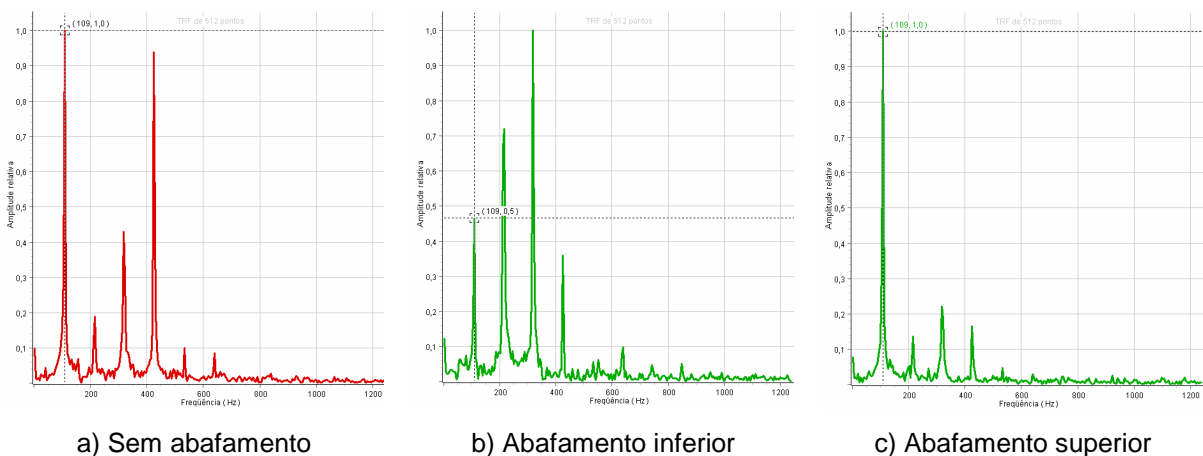 TRF de 512 pontos
(109, 1,0)
1,0
0,9
0,8
0,7
0,6
0,5
0,4
0,3
0,2
0,1
Amplitude relativa
200 400 600 800 1000 1200
Freqüência ( Hz )
a) Sem abafamento
TRF de 512 pontos
(109, 0,5)
1,0
0,9
0,8
0,7
0,6
0,5
0,4
0,3
0,2
0,1
Amplitude relativa
200 400 600 800 1000 1200
Freqüência ( Hz )
b) Abafamento inferior
TRF de 512 pontos
(109, 1,0)
1,0
0,9
0,8
0,7
0,6
0,5
0,4
0,3
0,2
0,1
Amplitude relativa
200 400 600 800 1000 1200
Freqüência ( Hz )
c) Abafamento superior